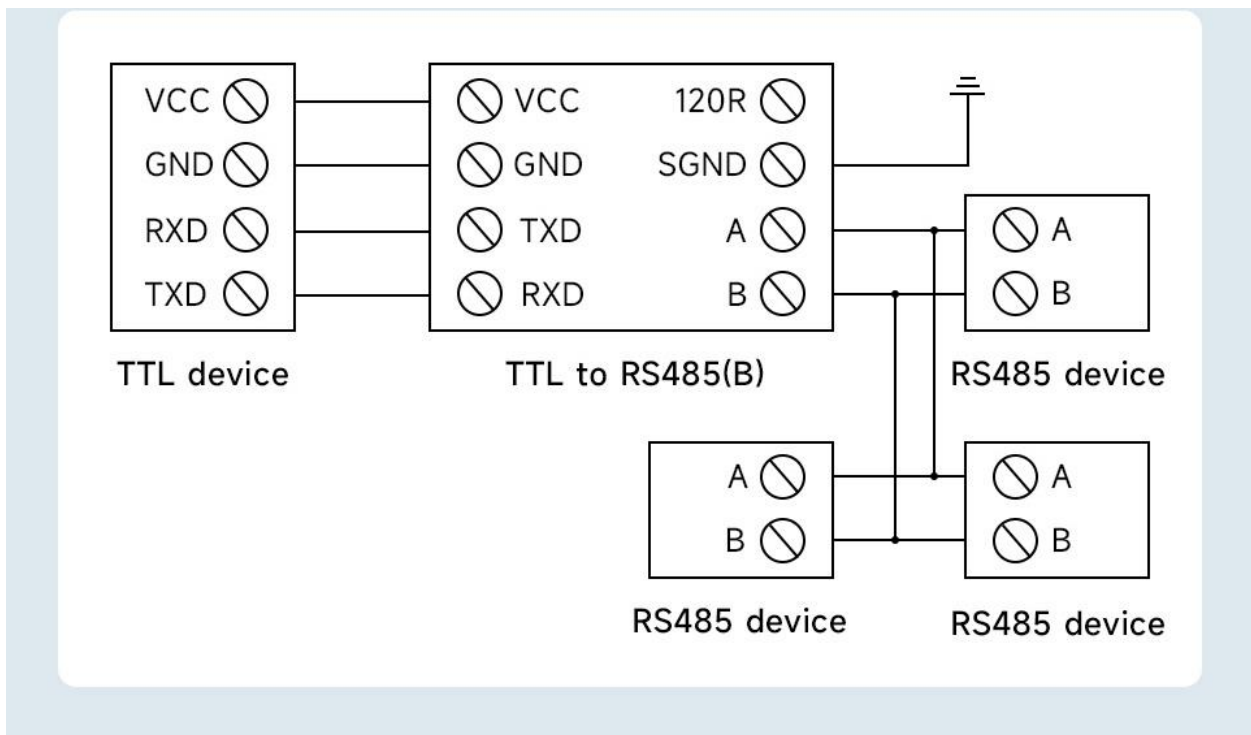 VCC
GND
RXD
TXD
TTL device
VCC
GND
TXD
RXD
120R
SGND
A
B
TTL to RS485(B)
A
B
RS485 device
A
B
RS485 device
A
B
RS485 device